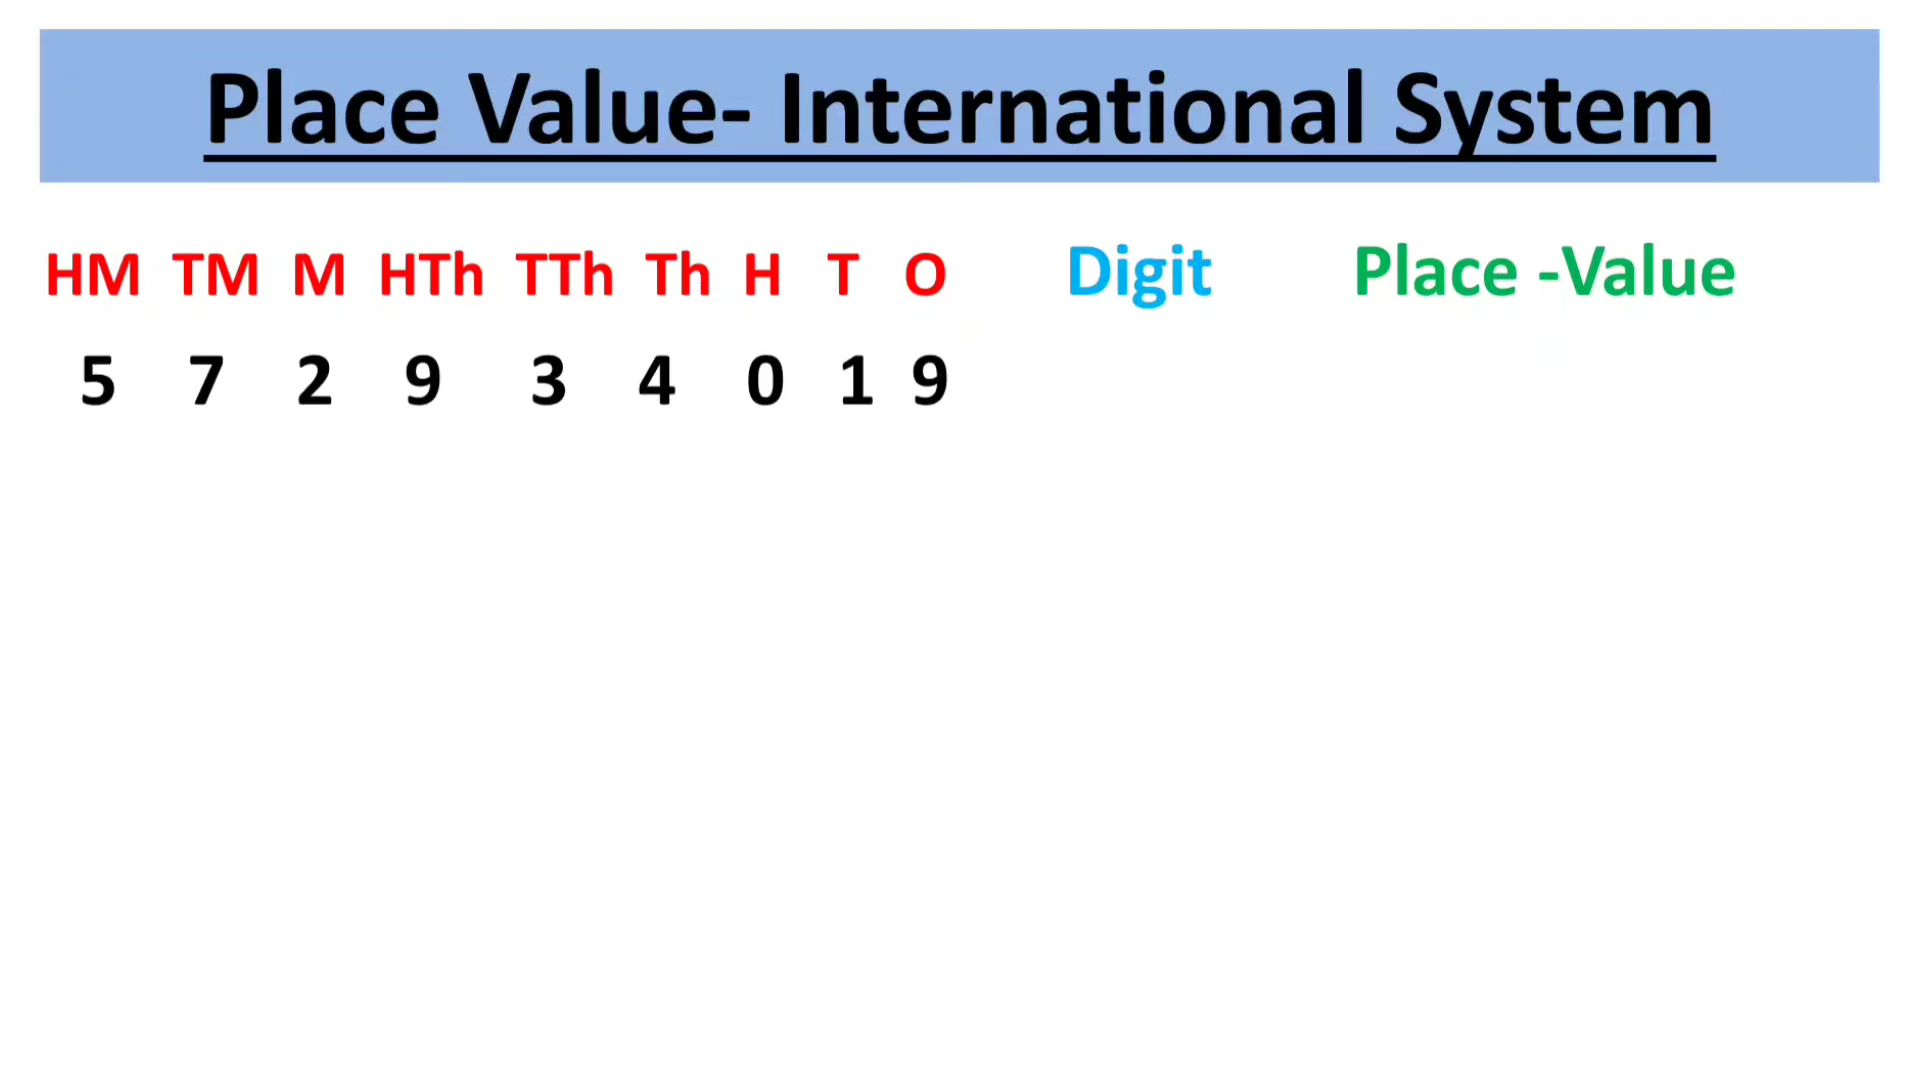 Place Value- International System
HM TM M HTh TTh Th H T O Digit Place -Value
5 7 2 9 3 4 0 1 9